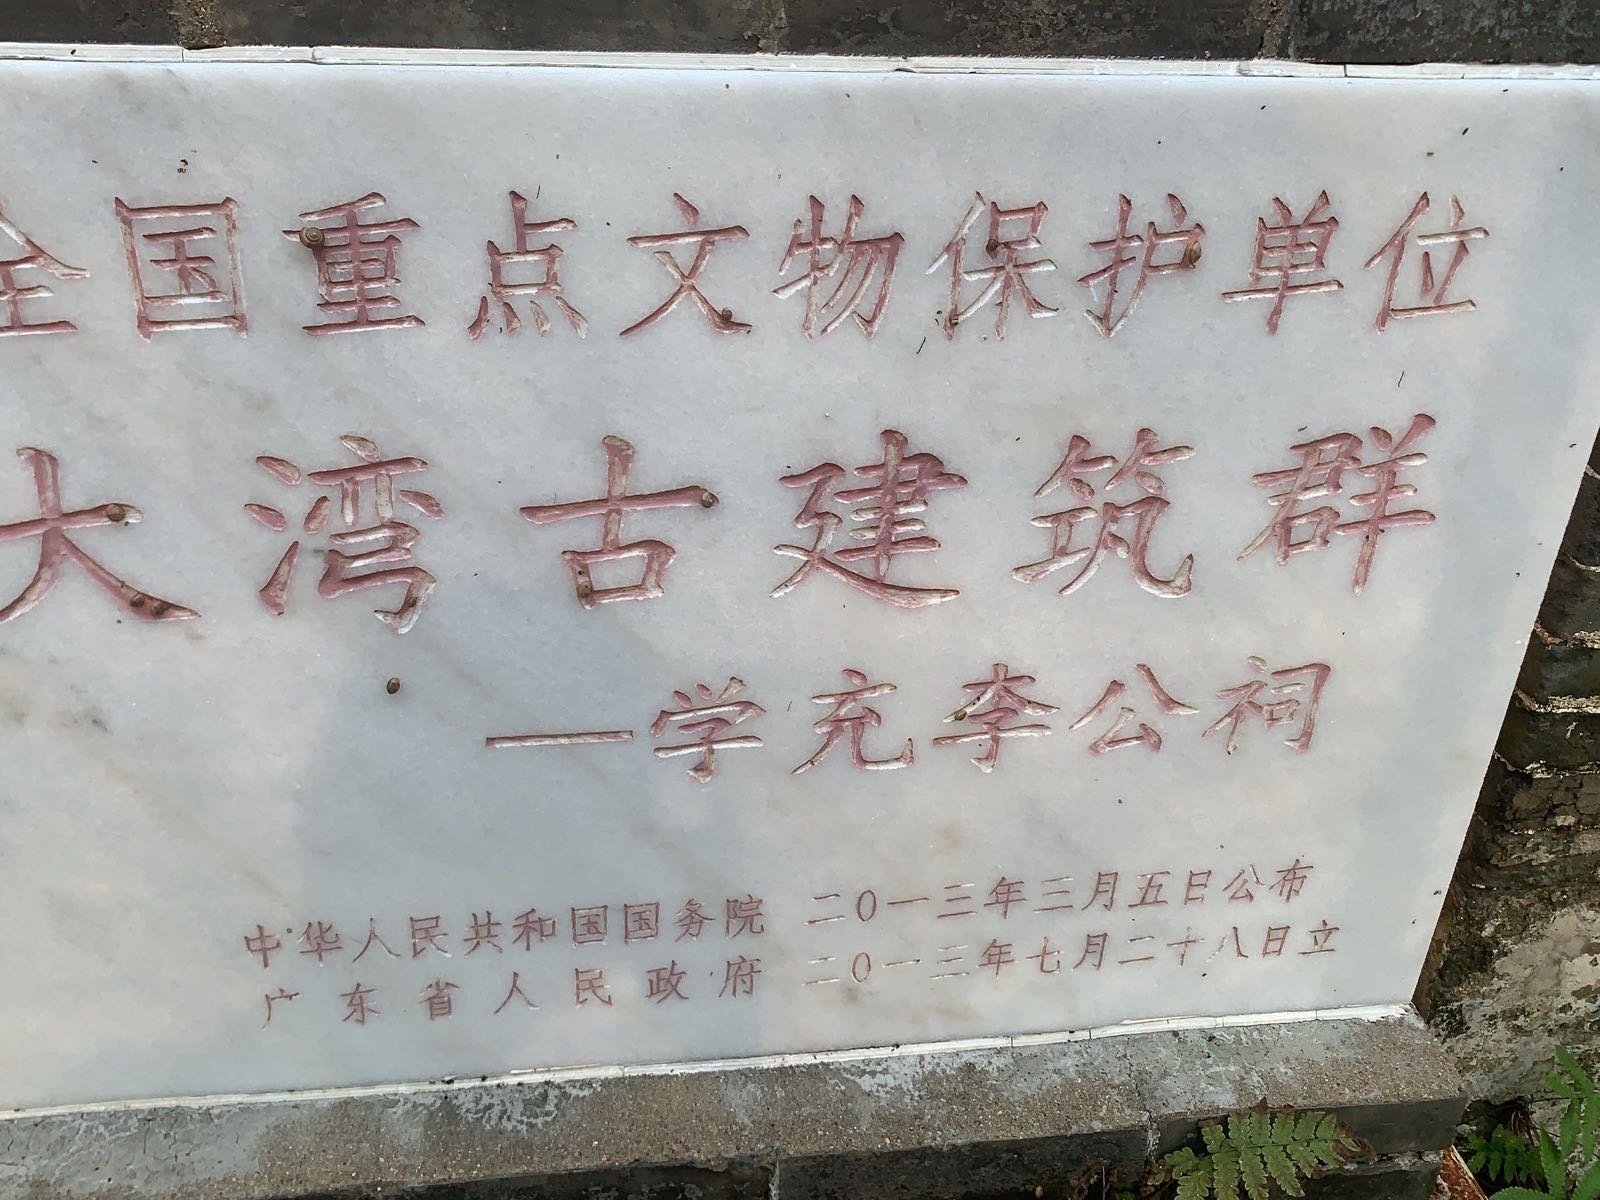 全国重点文物保护单位
大湾古建筑群
—学充李公祠
中华人民共和国国务院 二〇一三年三月五日公布
广东省人民政府 二〇一三年七月二十八日立